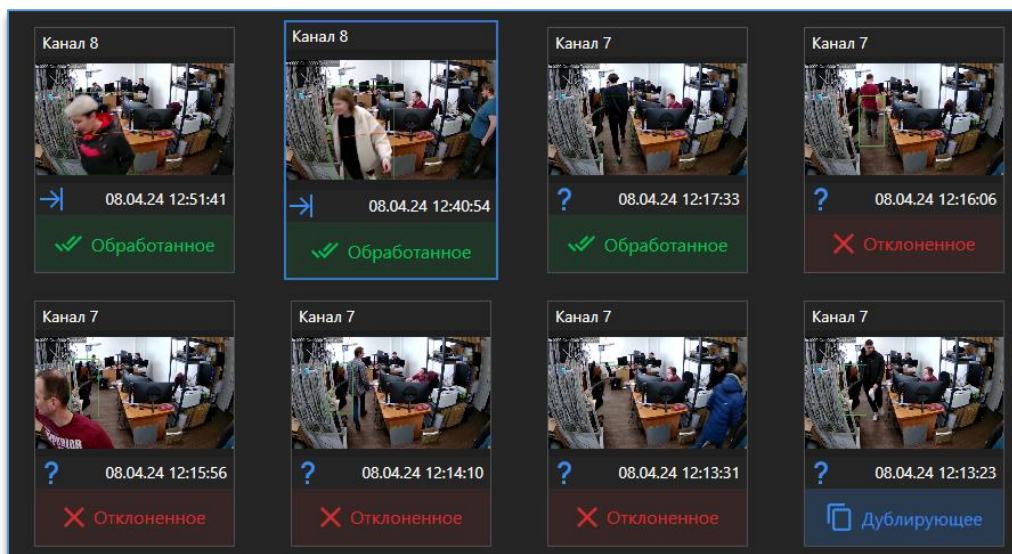 Канал 8
08.04.24 12:51:41
Обработанное
Канал 8
08.04.24 12:40:54
Обработанное
Канал 7
? 08.04.24 12:17:33
Обработанное
Канал 7
? 08.04.24 12:16:06
Отклоненное
Канал 7
? 08.04.24 12:15:56
Отклоненное
Канал 7
? 08.04.24 12:14:10
Отклоненное
Канал 7
? 08.04.24 12:13:31
Отклоненное
Канал 7
? 08.04.24 12:13:23
Дублирующее